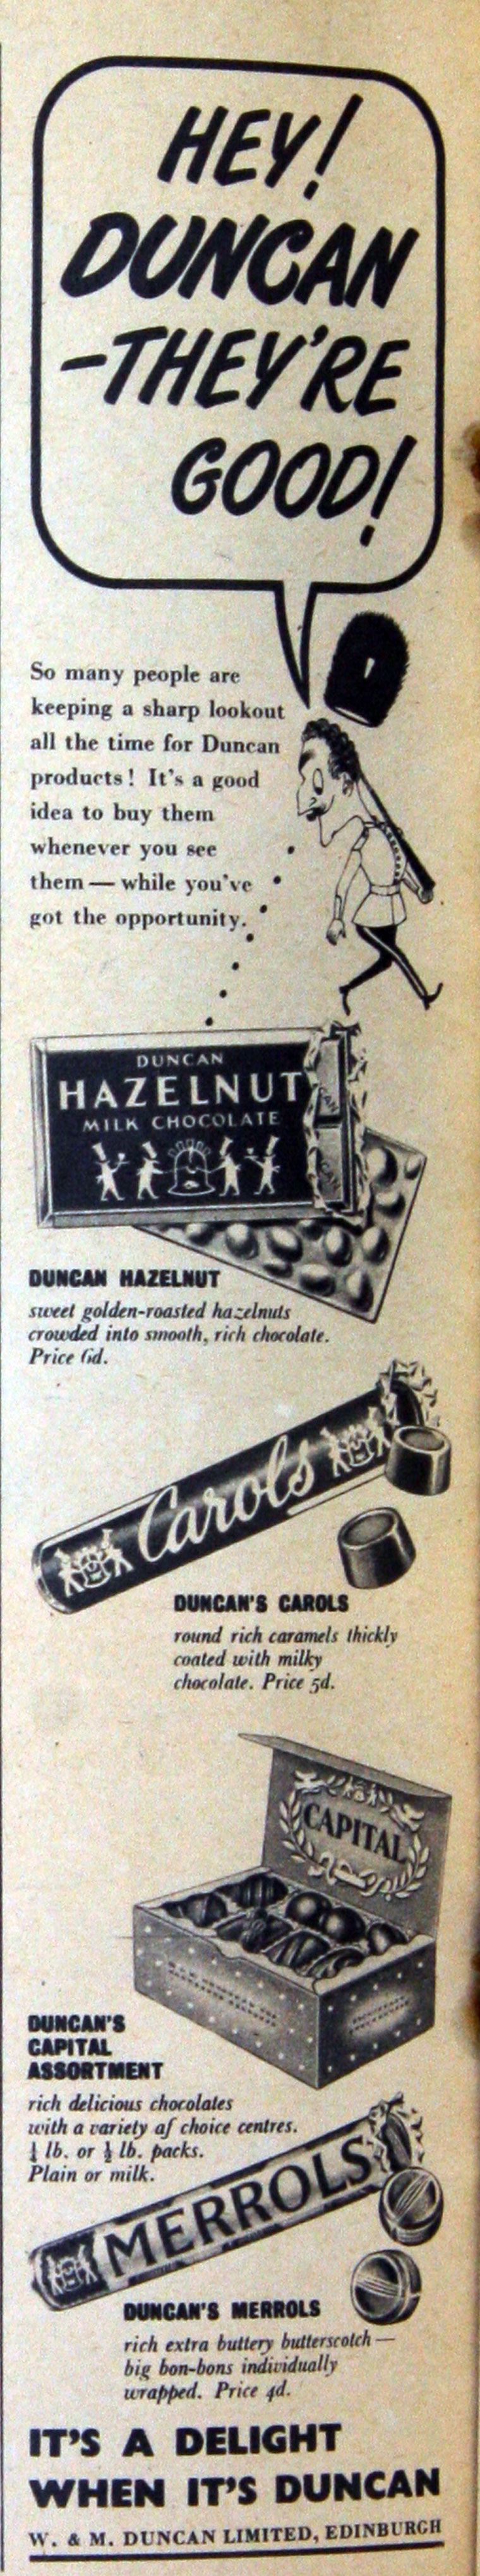 HEY!
DUNCAN
-THEY'RE
GOOD!
So many people are
keeping a sharp lookout
all the time for Duncan
products! It's a good
idea to buy them
whenever you see
them — while you've
got the opportunity.
DUNCAN
HAZELNUT
MILK CHOCOLATE
DUNCAN HAZELNUT
sweet golden-roasted hazelnuts
crowded into smooth, rich chocolate.
Price 6d.
Carols
DUNCAN'S CAROLS
round rich caramels thickly
coated with milky
chocolate. Price 5d.
CAPITAL
DUNCAN'S
CAPITAL
ASSORTMENT
rich delicious chocolates
with a variety of choice centres.
lb. or ½ lb. packs.
Plain or milk.
MERROLS
DUNCAN'S MERROLS
rich extra buttery butterscotch —
big bon-bons individually
wrapped. Price 4d.
IT'S A DELIGHT
WHEN IT'S DUNCAN
W. & M. DUNCAN LIMITED, EDINBURGH